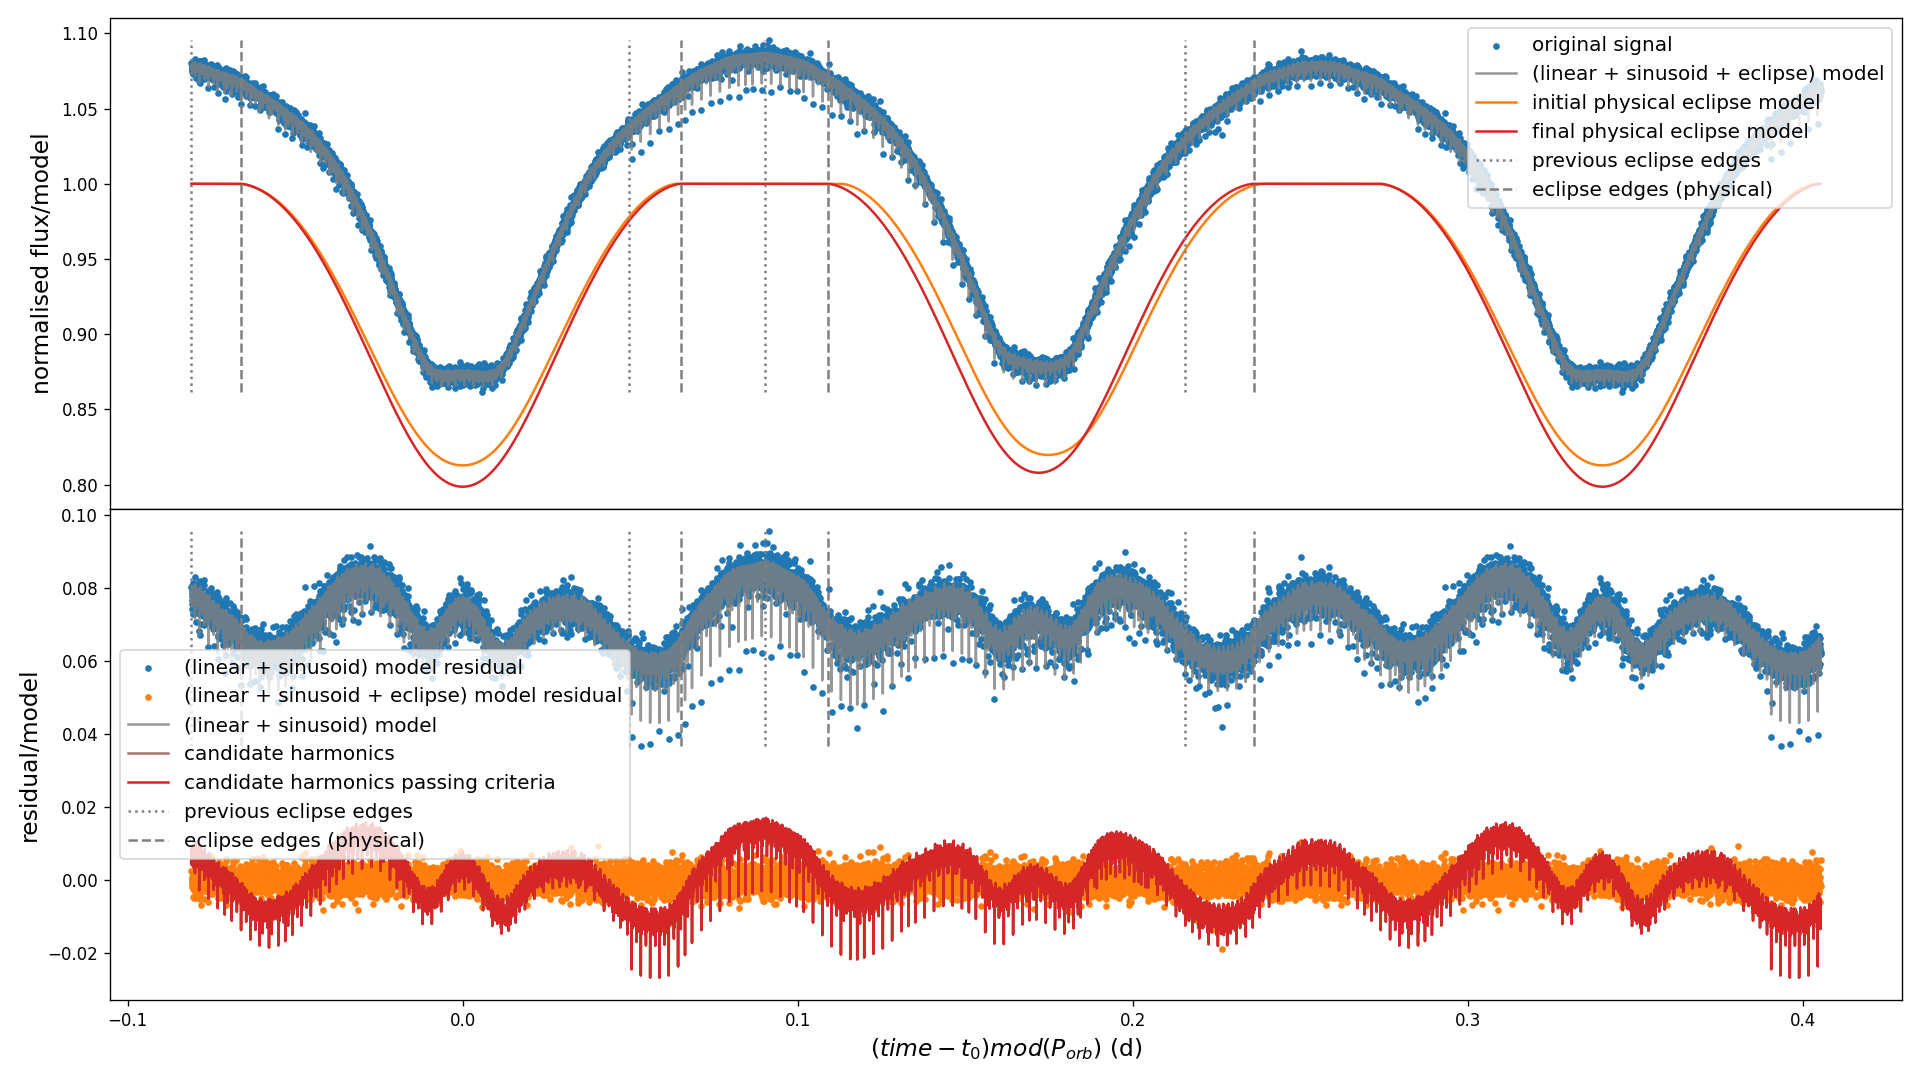 1.10
1.05
1.00
0.95
0.90
0.85
0.80
normalised flux/model
original signal
(linear + sinusoid + eclipse) model
initial physical eclipse model
final physical eclipse model
previous eclipse edges
eclipse edges (physical)
0.10
0.08
0.06
0.04
0.02
0.00
−0.02
residual/model
(linear + sinusoid) model residual
(linear + sinusoid + eclipse) model residual
(linear + sinusoid) model
candidate harmonics
candidate harmonics passing criteria
previous eclipse edges
eclipse edges (physical)
−0.1 0.0 0.1 0.2 0.3 0.4
(time − t₀)mod(Pₒᵣb) (d)